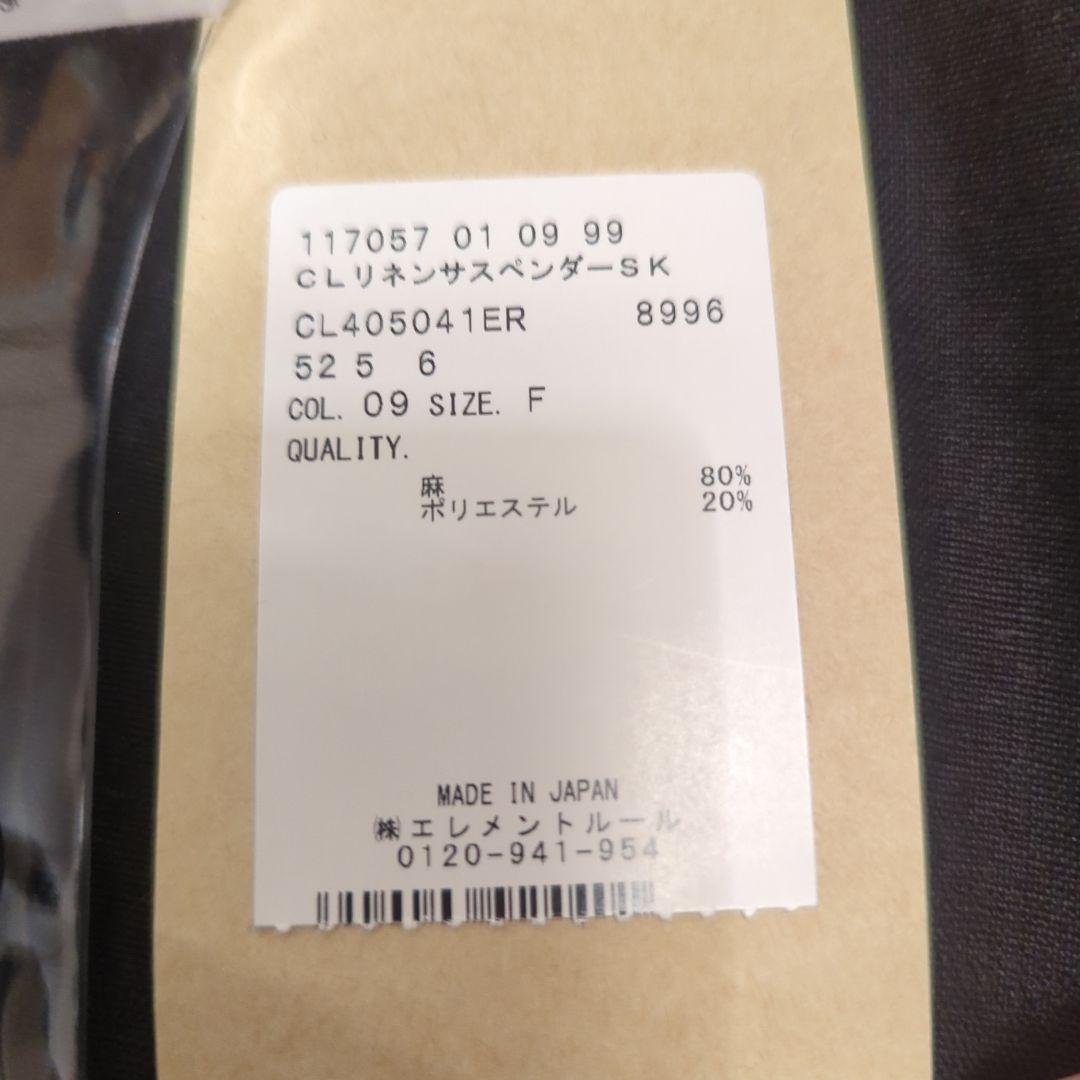 117057 01 09 99
CLリネンサスペンダーSK
CL405041ER 8996
52 5 6
COL. 09 SIZE. F
QUALITY.
麻 80%
ポリエステル 20%
MADE IN JAPAN
㈱エレメントルール
0120-941-954